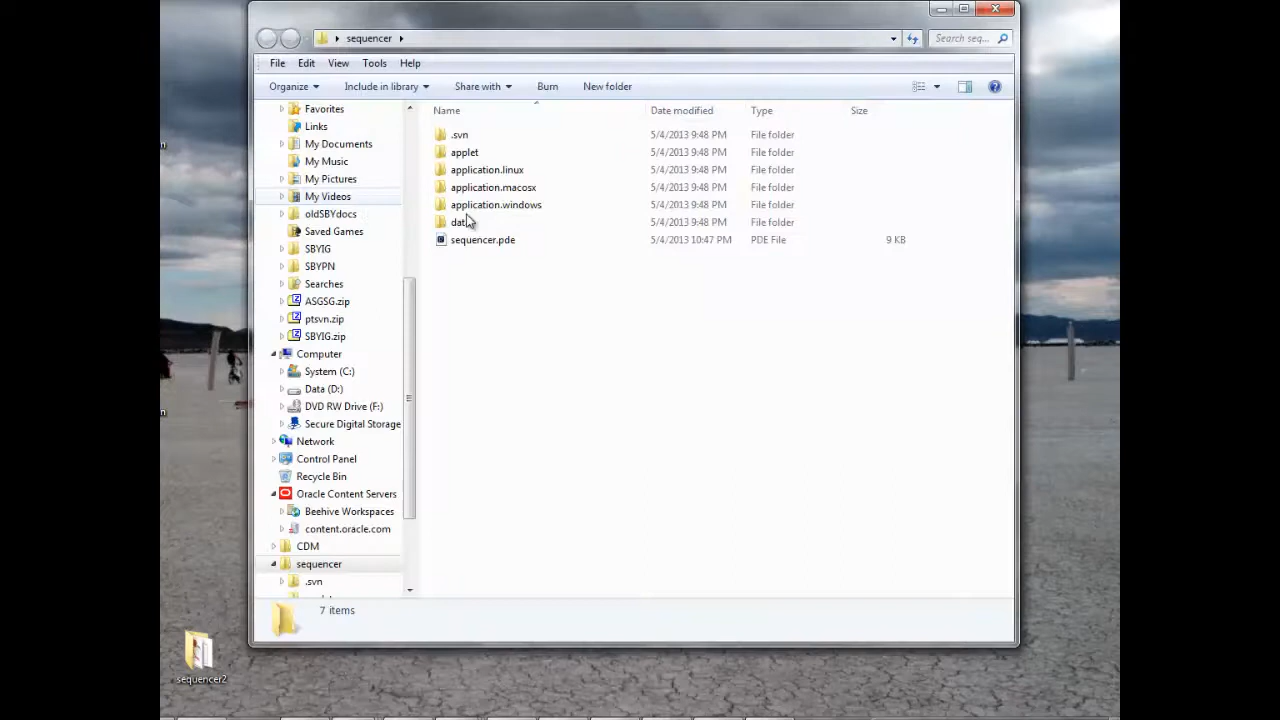 sequencer
Search seq...
File Edit View Tools Help
Organize Include in library Share with Burn New folder
Name Date modified Type Size
.svn 5/4/2013 9:48 PM File folder
applet 5/4/2013 9:48 PM File folder
application.linux 5/4/2013 9:48 PM File folder
application.macosx 5/4/2013 9:48 PM File folder
application.windows 5/4/2013 9:48 PM File folder
5/4/2013 9:48 PM File folder
sequencer.pde 5/4/2013 10:47 PM PDE File 9 KB
Favorites
Links
My Documents
My Music
My Pictures
My Videos
oldSBYdocs
Saved Games
SBYIG
SBYPN
Searches
ASGSG.zip
ptsvn.zip
SBYIG.zip
Computer
System (C:)
Data (D:)
DVD RW Drive (F:)
Secure Digital Storage
Network
Control Panel
Recycle Bin
Oracle Content Servers
Beehive Workspaces
content.oracle.com
CDM
sequencer
.svn
7 items
sequencer2